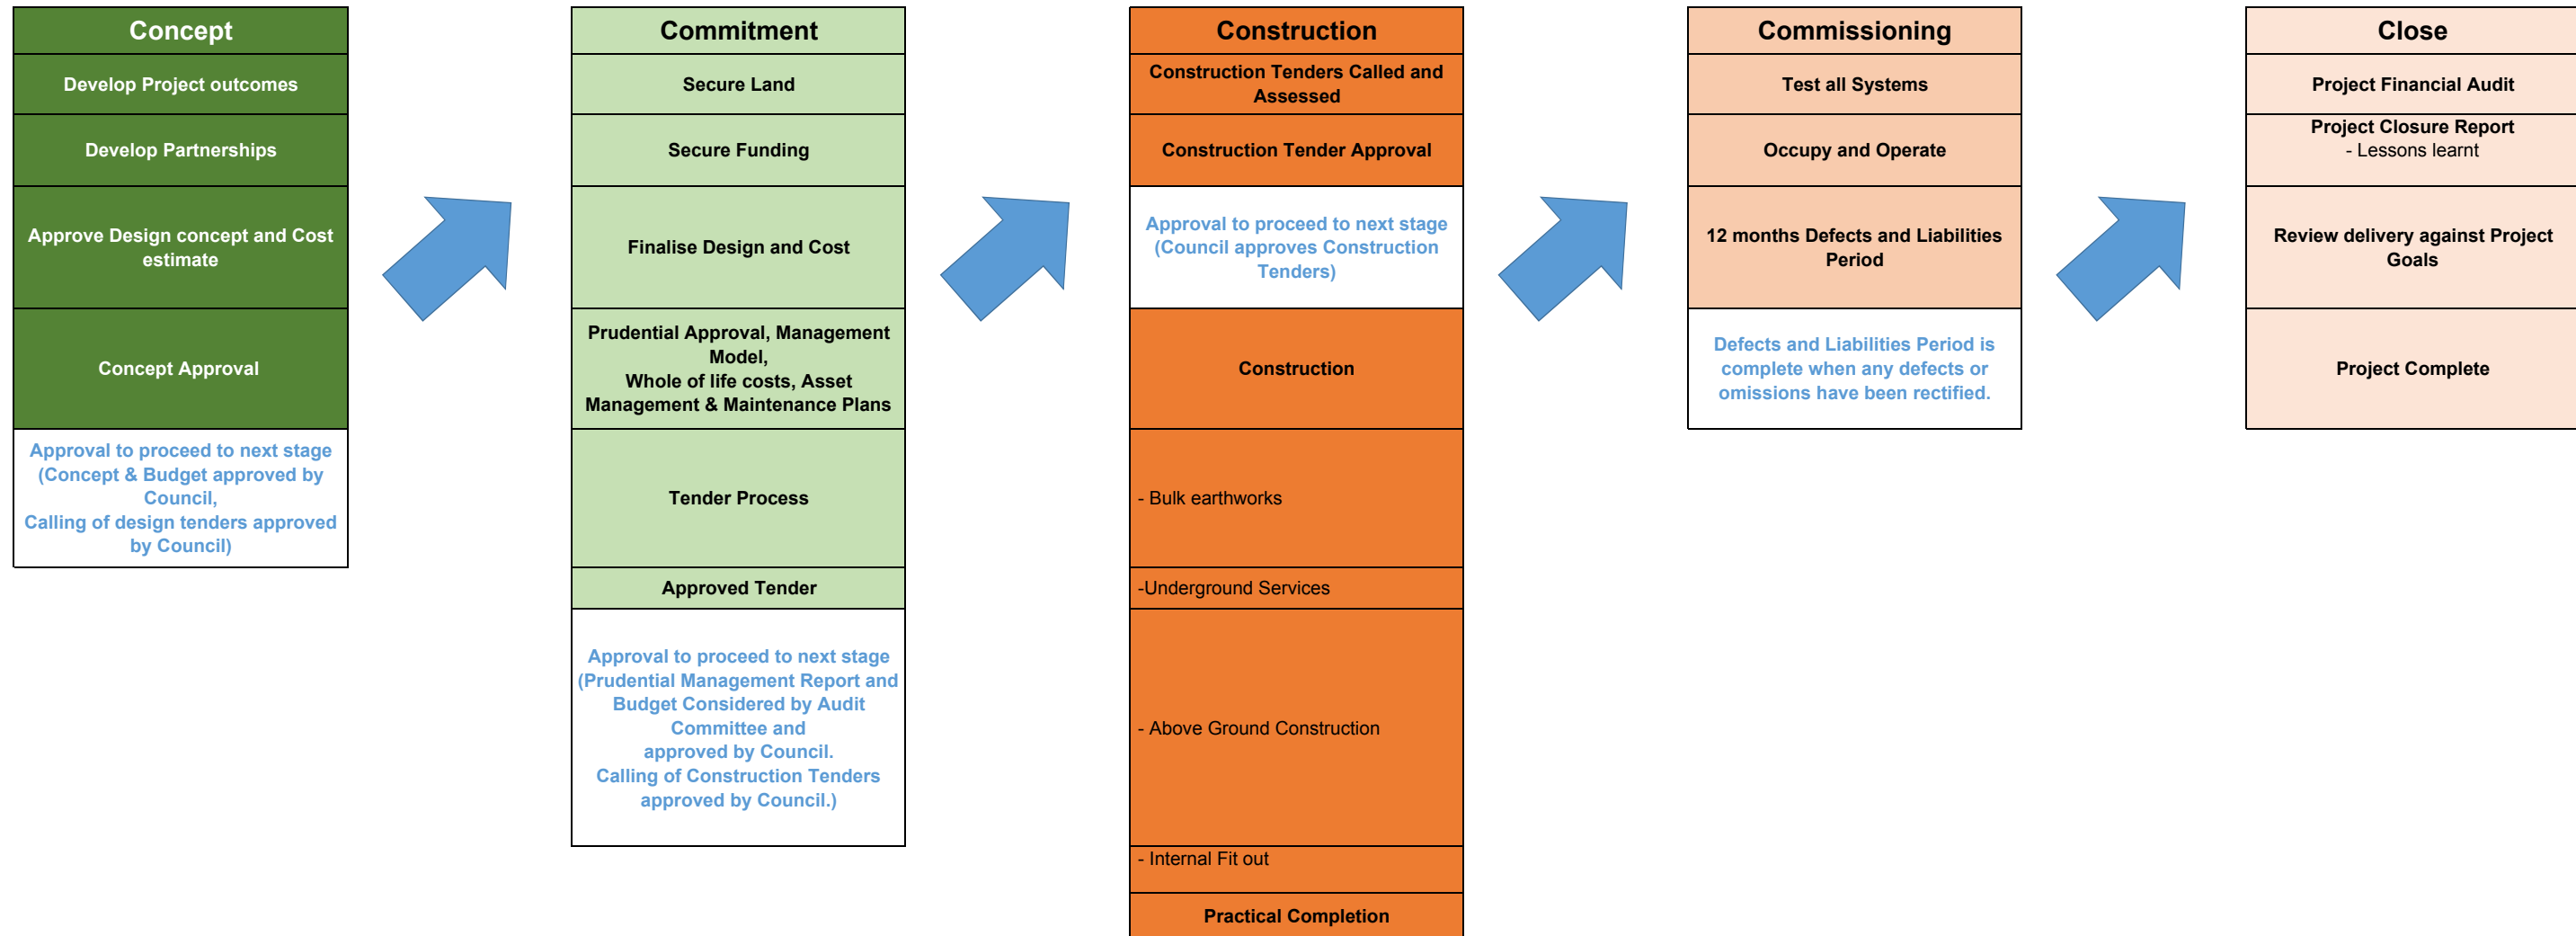 Concept
Develop Project outcomes
Develop Partnerships
Approve Design concept and Cost
estimate
Concept Approval
Approval to proceed to next stage
(Concept & Budget approved by
Council,
Calling of design tenders approved
by Council)
Commitment
Secure Land
Secure Funding
Finalise Design and Cost
Prudential Approval, Management
Model,
Whole of life costs, Asset
Management & Maintenance Plans
Tender Process
Approved Tender
Approval to proceed to next stage
(Prudential Management Report and
Budget Considered by Audit
Committee and
approved by Council.
Calling of Construction Tenders
approved by Council.)
Construction
Construction Tenders Called and
Assessed
Construction Tender Approval
Approval to proceed to next stage
(Council approves Construction
Tenders)
Construction
- Bulk earthworks
-Underground Services
- Above Ground Construction
- Internal Fit out
Practical Completion
Commissioning
Test all Systems
Occupy and Operate
12 months Defects and Liabilities
Period
Defects and Liabilities Period is
complete when any defects or
omissions have been rectified.
Close
Project Financial Audit
Project Closure Report
- Lessons learnt
Review delivery against Project
Goals
Project Complete